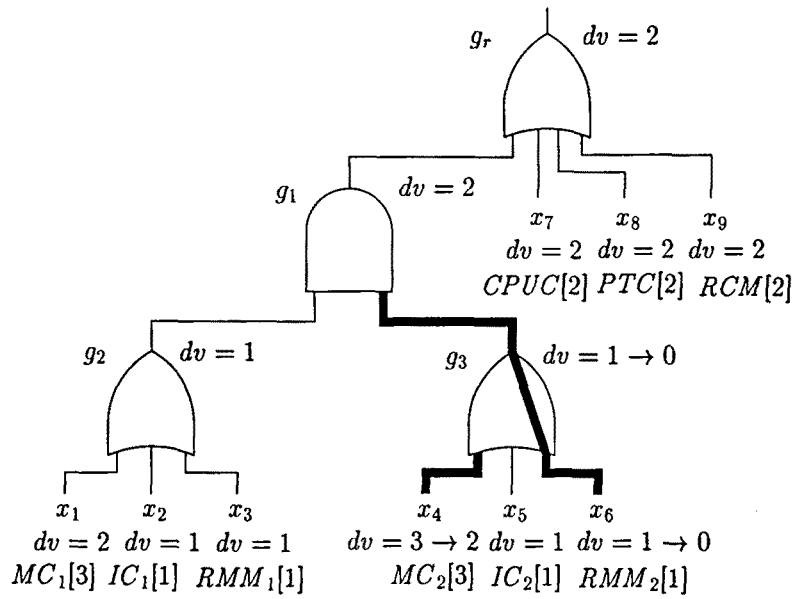 g_r dv = 2
g_1 dv = 2
x_7 x_8 x_9
dv = 2 dv = 2 dv = 2
CPUC[2] PTC[2] RCM[2]
g_2 dv = 1
g_3 dv = 1 → 0
x_1 x_2 x_3
dv = 2 dv = 1 dv = 1
MC_1[3] IC_1[1] RMM_1[1]
x_4 x_5 x_6
dv = 3 → 2 dv = 1 dv = 1 → 0
MC_2[3] IC_2[1] RMM_2[1]